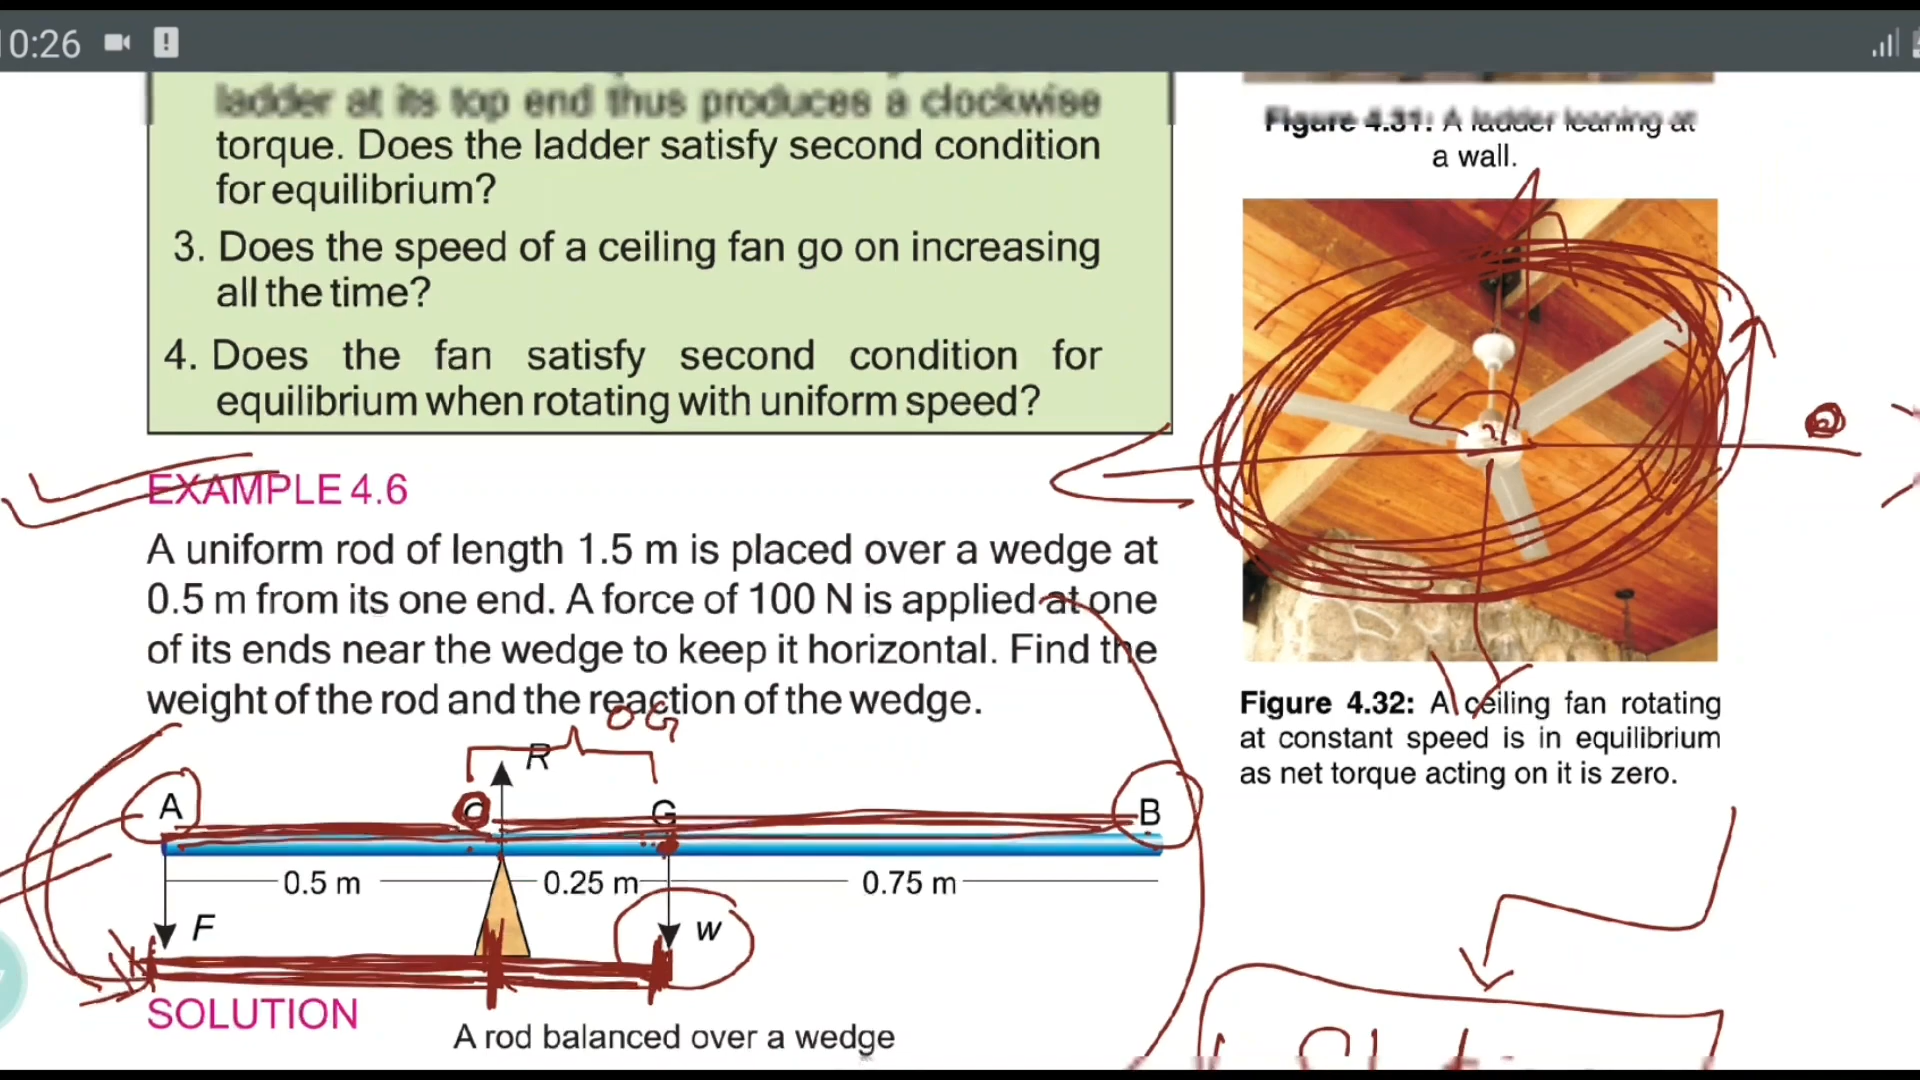 0:26
ladder at its top end thus produces a clockwise
torque. Does the ladder satisfy second condition
for equilibrium?
3. Does the speed of a ceiling fan go on increasing
all the time?
4. Does the fan satisfy second condition for
equilibrium when rotating with uniform speed?
Figure 4.31: A ladder leaning at
a wall.
EXAMPLE 4.6
A uniform rod of length 1.5 m is placed over a wedge at
0.5 m from its one end. A force of 100 N is applied at one
of its ends near the wedge to keep it horizontal. Find the
weight of the rod and the reaction of the wedge.
Figure 4.32: A ceiling fan rotating
at constant speed is in equilibrium
as net torque acting on it is zero.
OG
R
A O G B
0.5 m 0.25 m 0.75 m
F w
SOLUTION
A rod balanced over a wedge